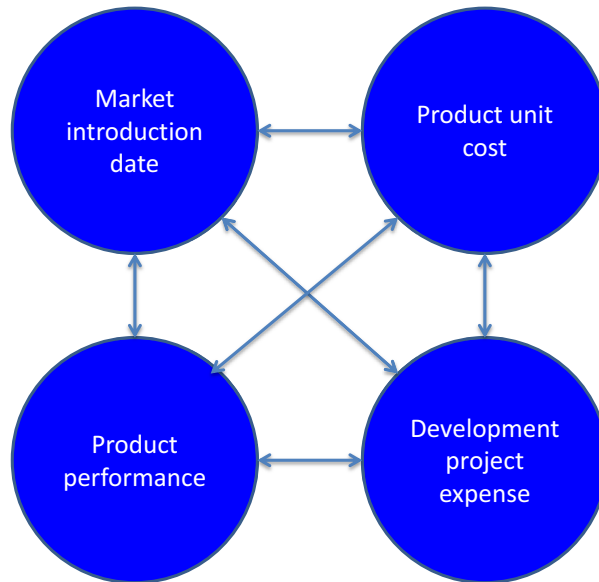 Market
introduction
date
Product unit
cost
Product
performance
Development
project
expense